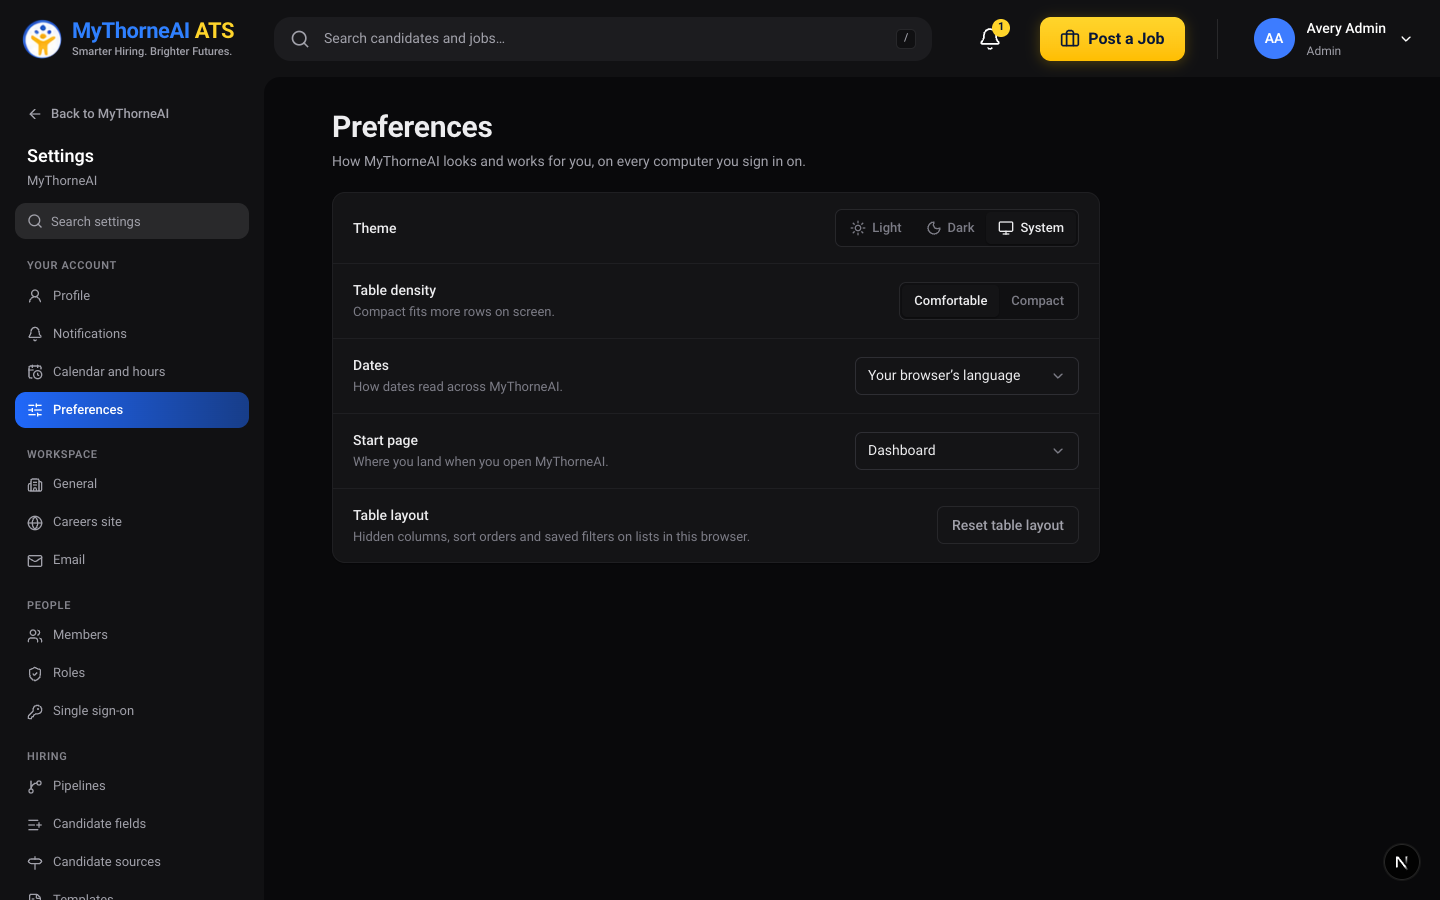 MyThorneAI ATS
Smarter Hiring. Brighter Futures.
Search candidates and jobs...
/
1
Post a Job
AA
Avery Admin
Admin
Back to MyThorneAI
Settings
MyThorneAI
Search settings
YOUR ACCOUNT
Profile
Notifications
Calendar and hours
Preferences
WORKSPACE
General
Careers site
Email
PEOPLE
Members
Roles
Single sign-on
HIRING
Pipelines
Candidate fields
Candidate sources
Templates
Preferences
How MyThorneAI looks and works for you, on every computer you sign in on.
Theme
Light
Dark
System
Table density
Compact fits more rows on screen.
Comfortable
Compact
Dates
How dates read across MyThorneAI.
Your browser’s language
Start page
Where you land when you open MyThorneAI.
Dashboard
Table layout
Hidden columns, sort orders and saved filters on lists in this browser.
Reset table layout
N